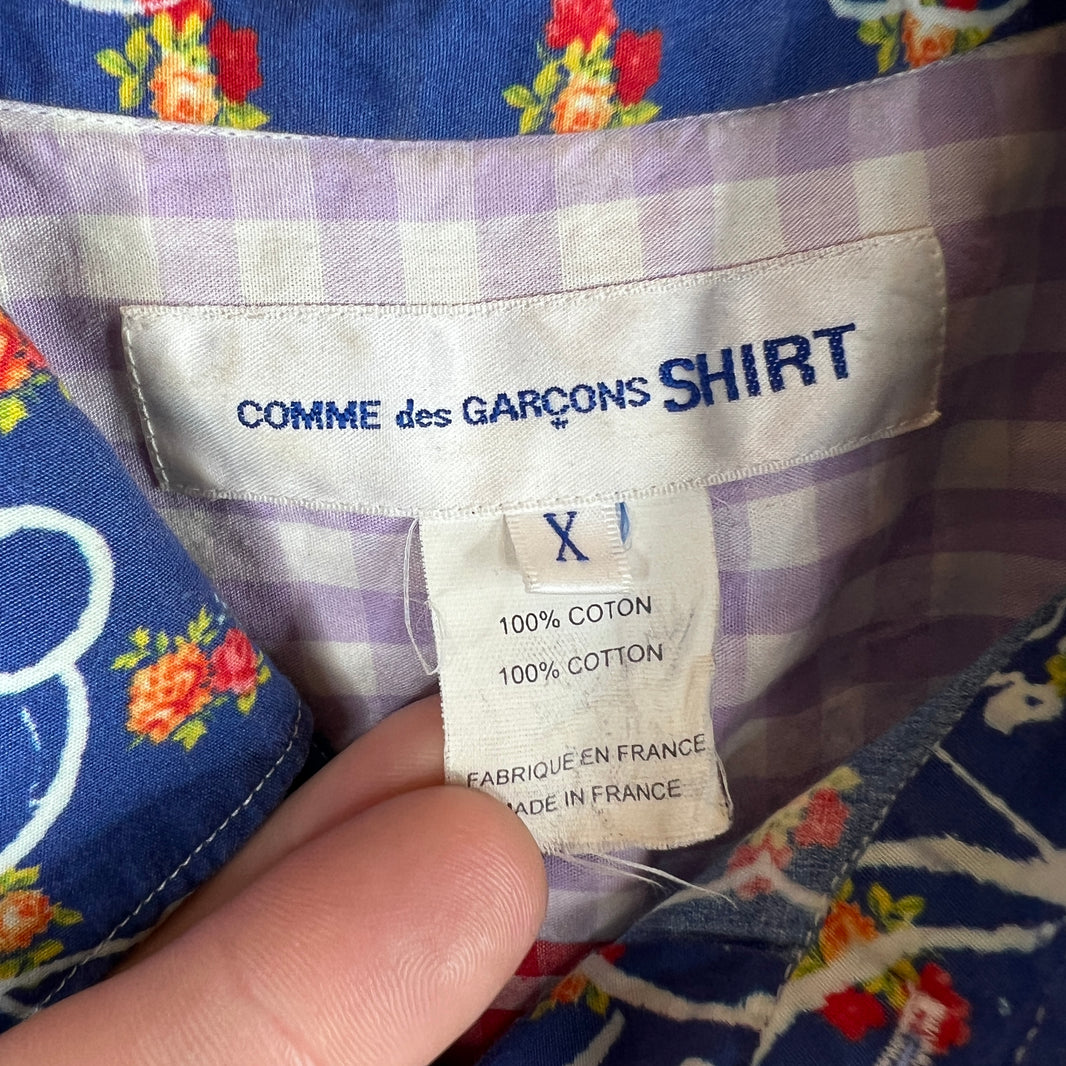 COMME des GARÇONS SHIRT
X
100% COTON
100% COTTON
FABRIQUE EN FRANCE
MADE IN FRANCE